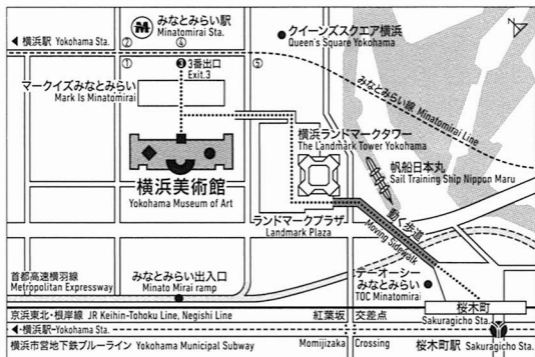 みなとみらい駅
Minatomirai Sta.
クイーンズスクエア横浜
Queen's Square Yokohama
N
横浜駅 Yokohama Sta.
②
④
①
❸
3番出口
Exit.3
⑤
マークイズみなとみらい
Mark Is Minatomirai
みなとみらい線 Minatomirai Line
横浜ランドマークタワー
The Landmark Tower Yokohama
帆船日本丸
Sail Training Ship Nippon Maru
横浜美術館
Yokohama Museum of Art
ランドマークプラザ
Landmark Plaza
動く歩道
Moving Sidewalk
首都高速横羽線
Metropolitan Expressway
みなとみらい出入口
Minato Mirai ramp
テーオーシー
みなとみらい
TOC Minatomirai
京浜東北・根岸線 JR Keihin-Tohoku Line, Negishi Line
紅葉坂 交差点
桜木町
Sakuragicho Sta.
横浜駅 Yokohama Sta.
横浜市営地下鉄ブルーライン Yokohama Municipal Subway
Momijizaka Crossing
桜木町駅 Sakuragicho Sta.